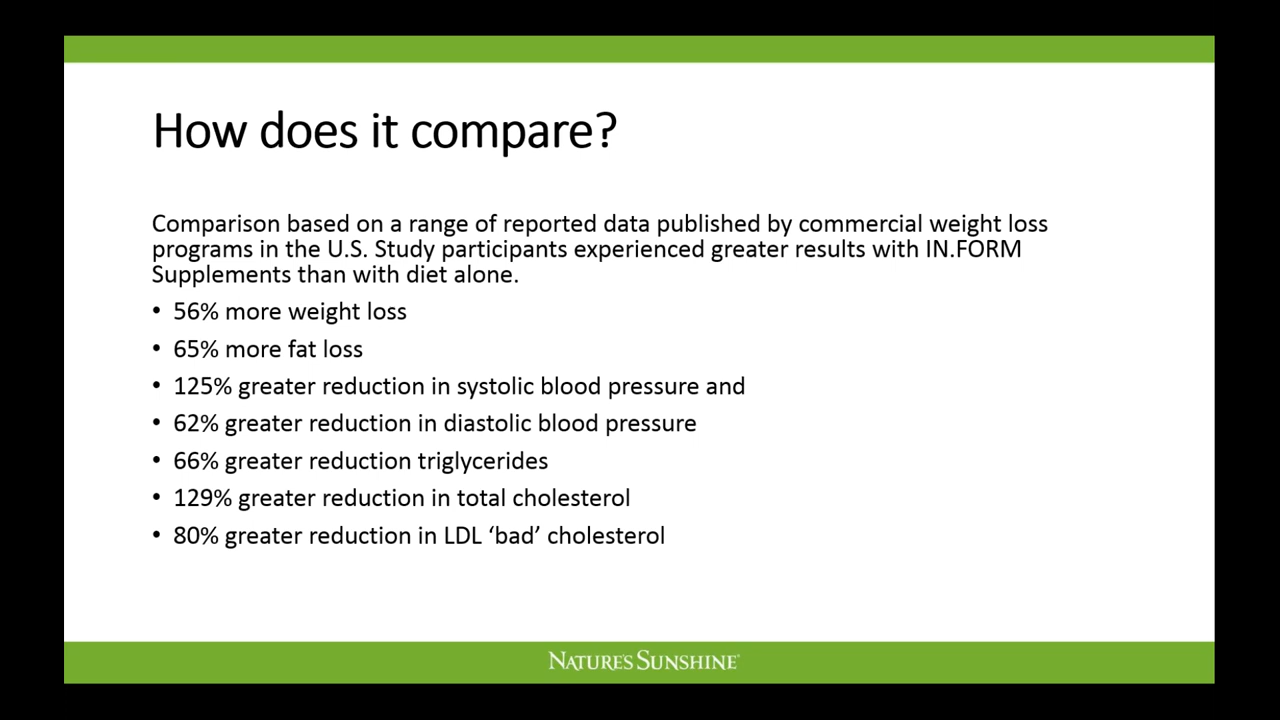 How does it compare?
Comparison based on a range of reported data published by commercial weight loss
programs in the U.S. Study participants experienced greater results with IN.FORM
Supplements than with diet alone.
• 56% more weight loss
• 65% more fat loss
• 125% greater reduction in systolic blood pressure and
• 62% greater reduction in diastolic blood pressure
• 66% greater reduction triglycerides
• 129% greater reduction in total cholesterol
• 80% greater reduction in LDL ‘bad’ cholesterol
NATURE'S SUNSHINE®